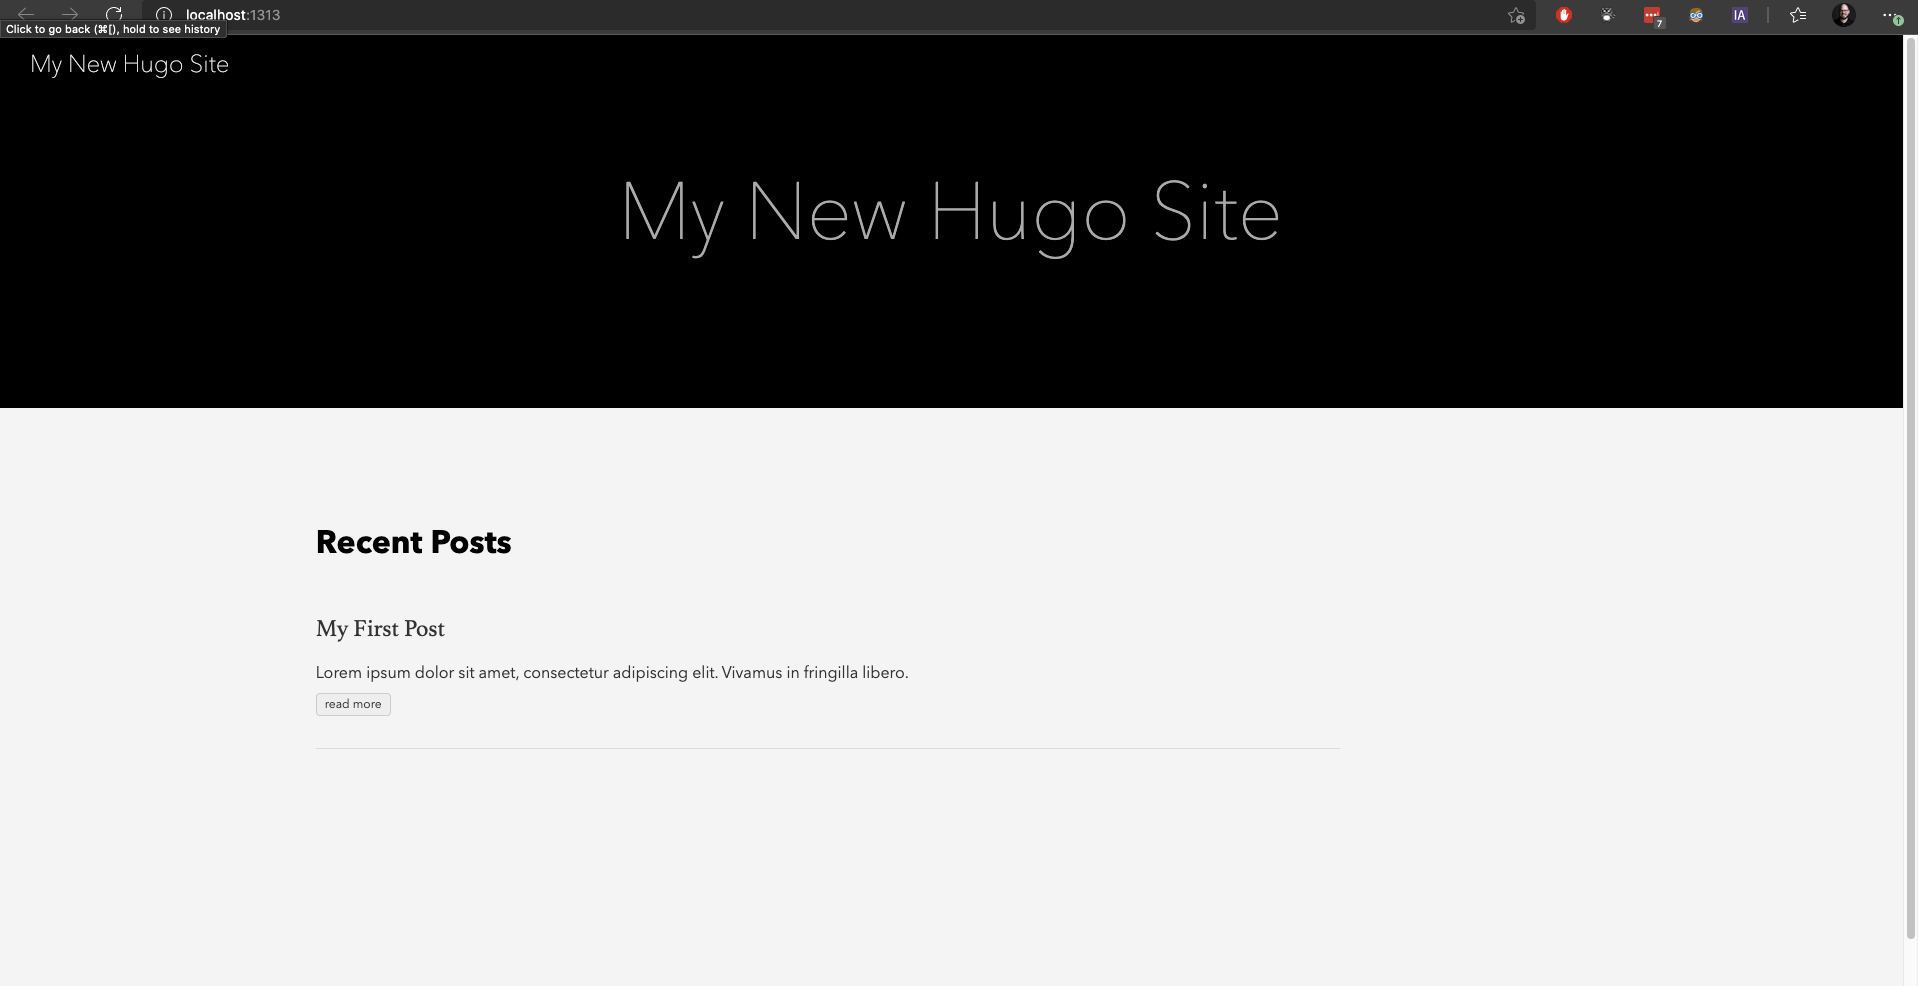 localhost:1313
7
IA
Click to go back (⌘[), hold to see history
My New Hugo Site
My New Hugo Site
Recent Posts
My First Post
Lorem ipsum dolor sit amet, consectetur adipiscing elit. Vivamus in fringilla libero.
read more